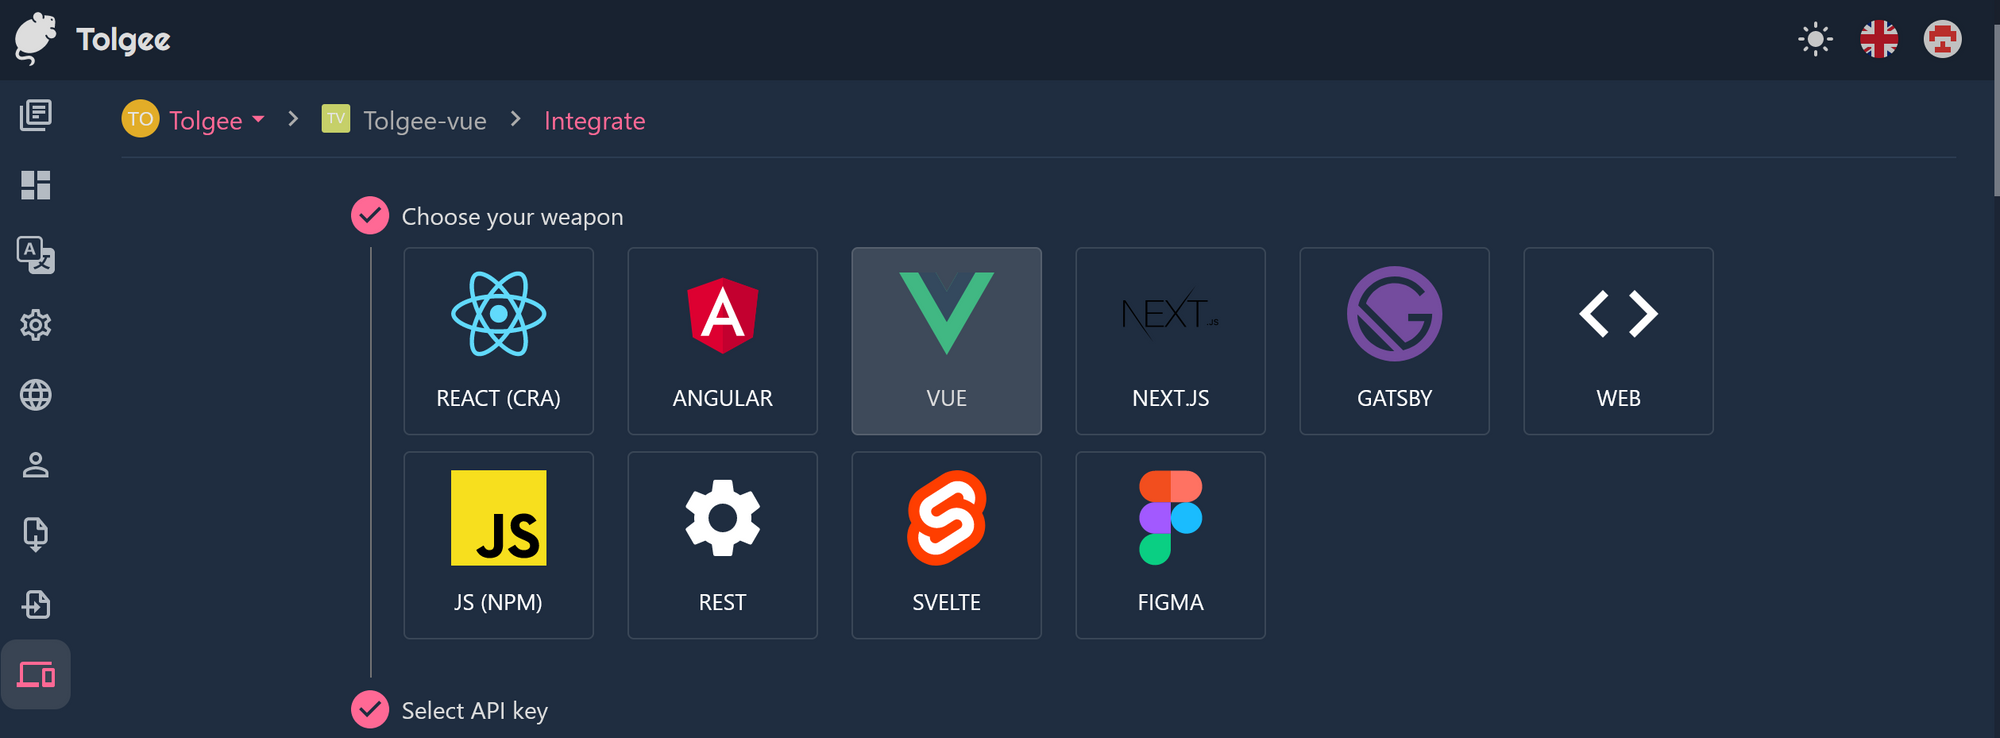 Tolgee
TO Tolgee TV Tolgee-vue Integrate
Choose your weapon
NEXT.JS
REACT (CRA) ANGULAR VUE NEXT.JS GATSBY WEB
JS
JS (NPM) REST SVELTE FIGMA
Select API key